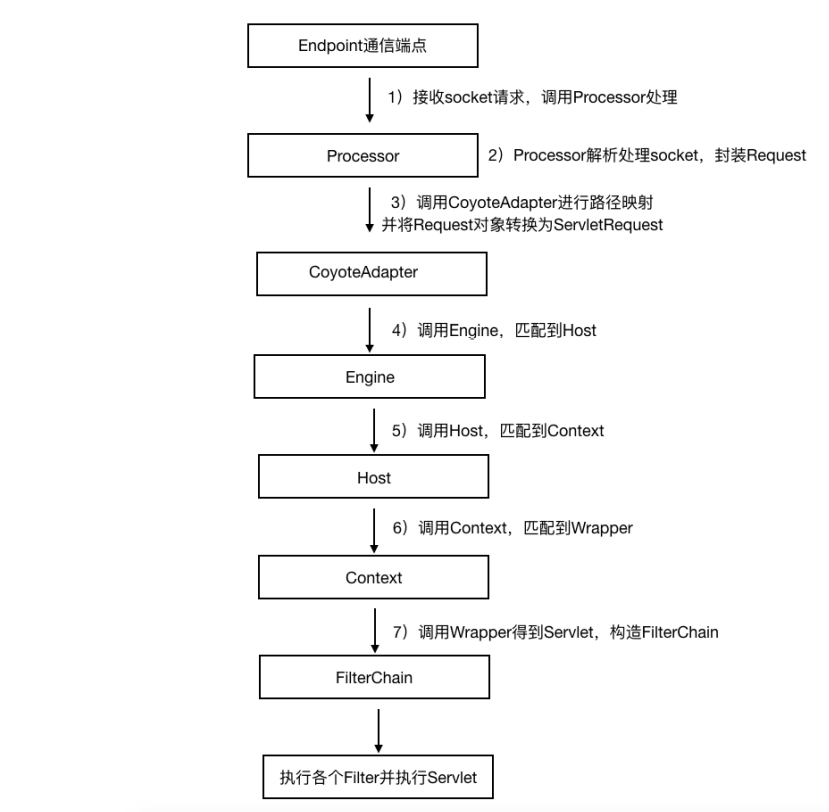 Endpoint通信端点
1）接收socket请求，调用Processor处理
Processor
2）Processor解析处理socket，封装Request
3）调用CoyoteAdapter进行路径映射
并将Request对象转换为ServletRequest
CoyoteAdapter
4）调用Engine，匹配到Host
Engine
5）调用Host，匹配到Context
Host
6）调用Context，匹配到Wrapper
Context
7）调用Wrapper得到Servlet，构造FilterChain
FilterChain
执行各个Filter并执行Servlet